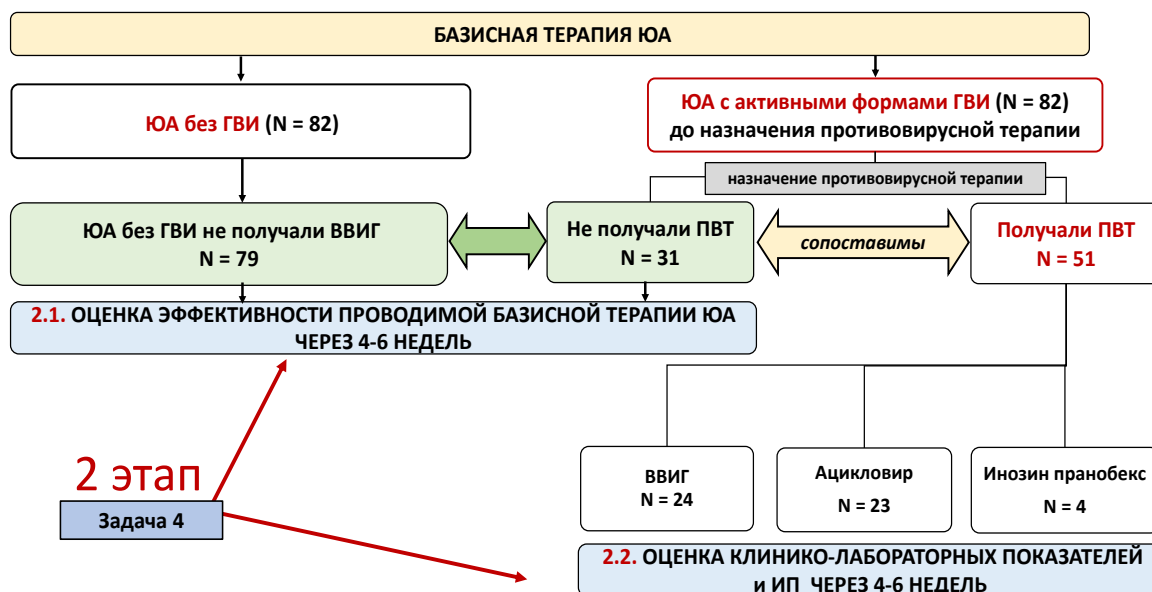 БАЗИСНАЯ ТЕРАПИЯ ЮА
ЮА без ГВИ (N = 82)
ЮА с активными формами ГВИ (N = 82)
до назначения противовирусной терапии
назначение противовирусной терапии
ЮА без ГВИ не получали ВВИГ
N = 79
Не получали ПВТ
N = 31
сопоставимы
Получали ПВТ
N = 51
2.1. ОЦЕНКА ЭФФЕКТИВНОСТИ ПРОВОДИМОЙ БАЗИСНОЙ ТЕРАПИИ ЮА
ЧЕРЕЗ 4-6 НЕДЕЛЬ
2 этап
Задача 4
ВВИГ
N = 24
Ацикловир
N = 23
Инозин пранобекс
N = 4
2.2. ОЦЕНКА КЛИНИКО-ЛАБОРАТОРНЫХ ПОКАЗАТЕЛЕЙ
и ИП ЧЕРЕЗ 4-6 НЕДЕЛЬ